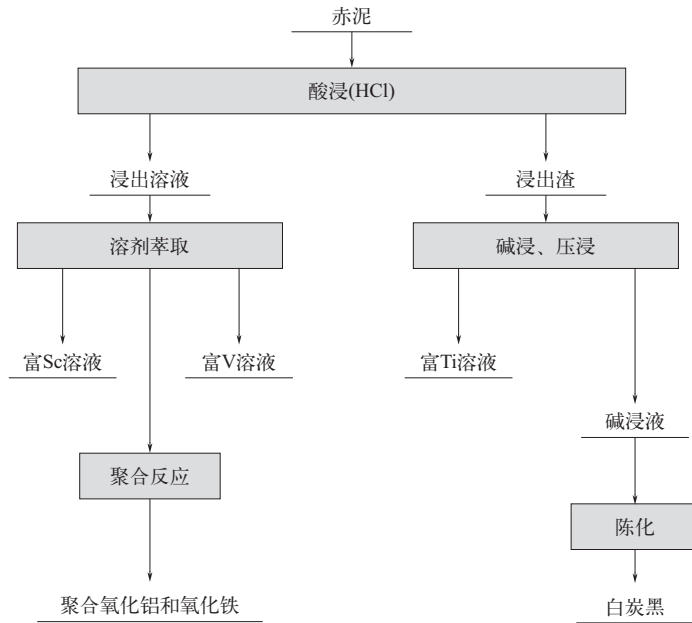 赤泥
酸浸(HCl)
浸出溶液
浸出渣
溶剂萃取
碱浸、压浸
富Sc溶液
富V溶液
富Ti溶液
碱浸液
聚合反应
陈化
聚合氧化铝和氧化铁
白炭黑